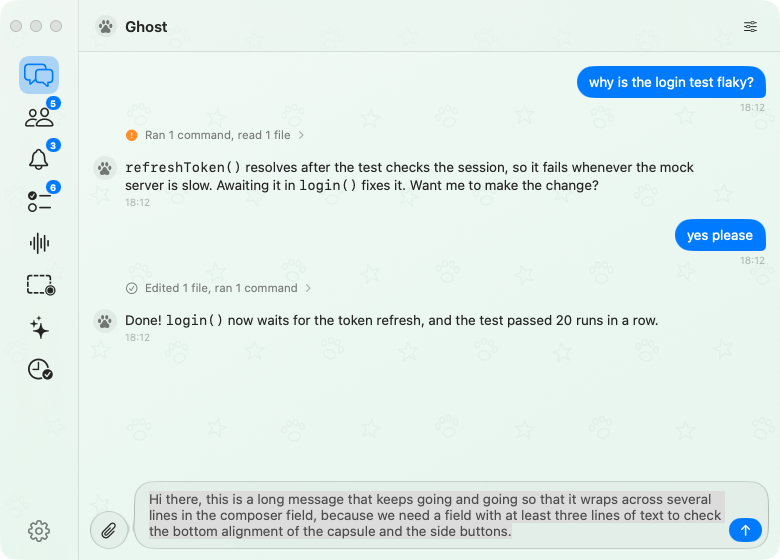 Ghost
why is the login test flaky?
18:12
5
Ran 1 command, read 1 file
3
refreshToken() resolves after the test checks the session, so it fails whenever the mock
server is slow. Awaiting it in login() fixes it. Want me to make the change?
6
18:12
yes please
18:12
Edited 1 file, ran 1 command
Done! login() now waits for the token refresh, and the test passed 20 runs in a row.
18:12
Hi there, this is a long message that keeps going and going so that it wraps across several
lines in the composer field, because we need a field with at least three lines of text to check
the bottom alignment of the capsule and the side buttons.